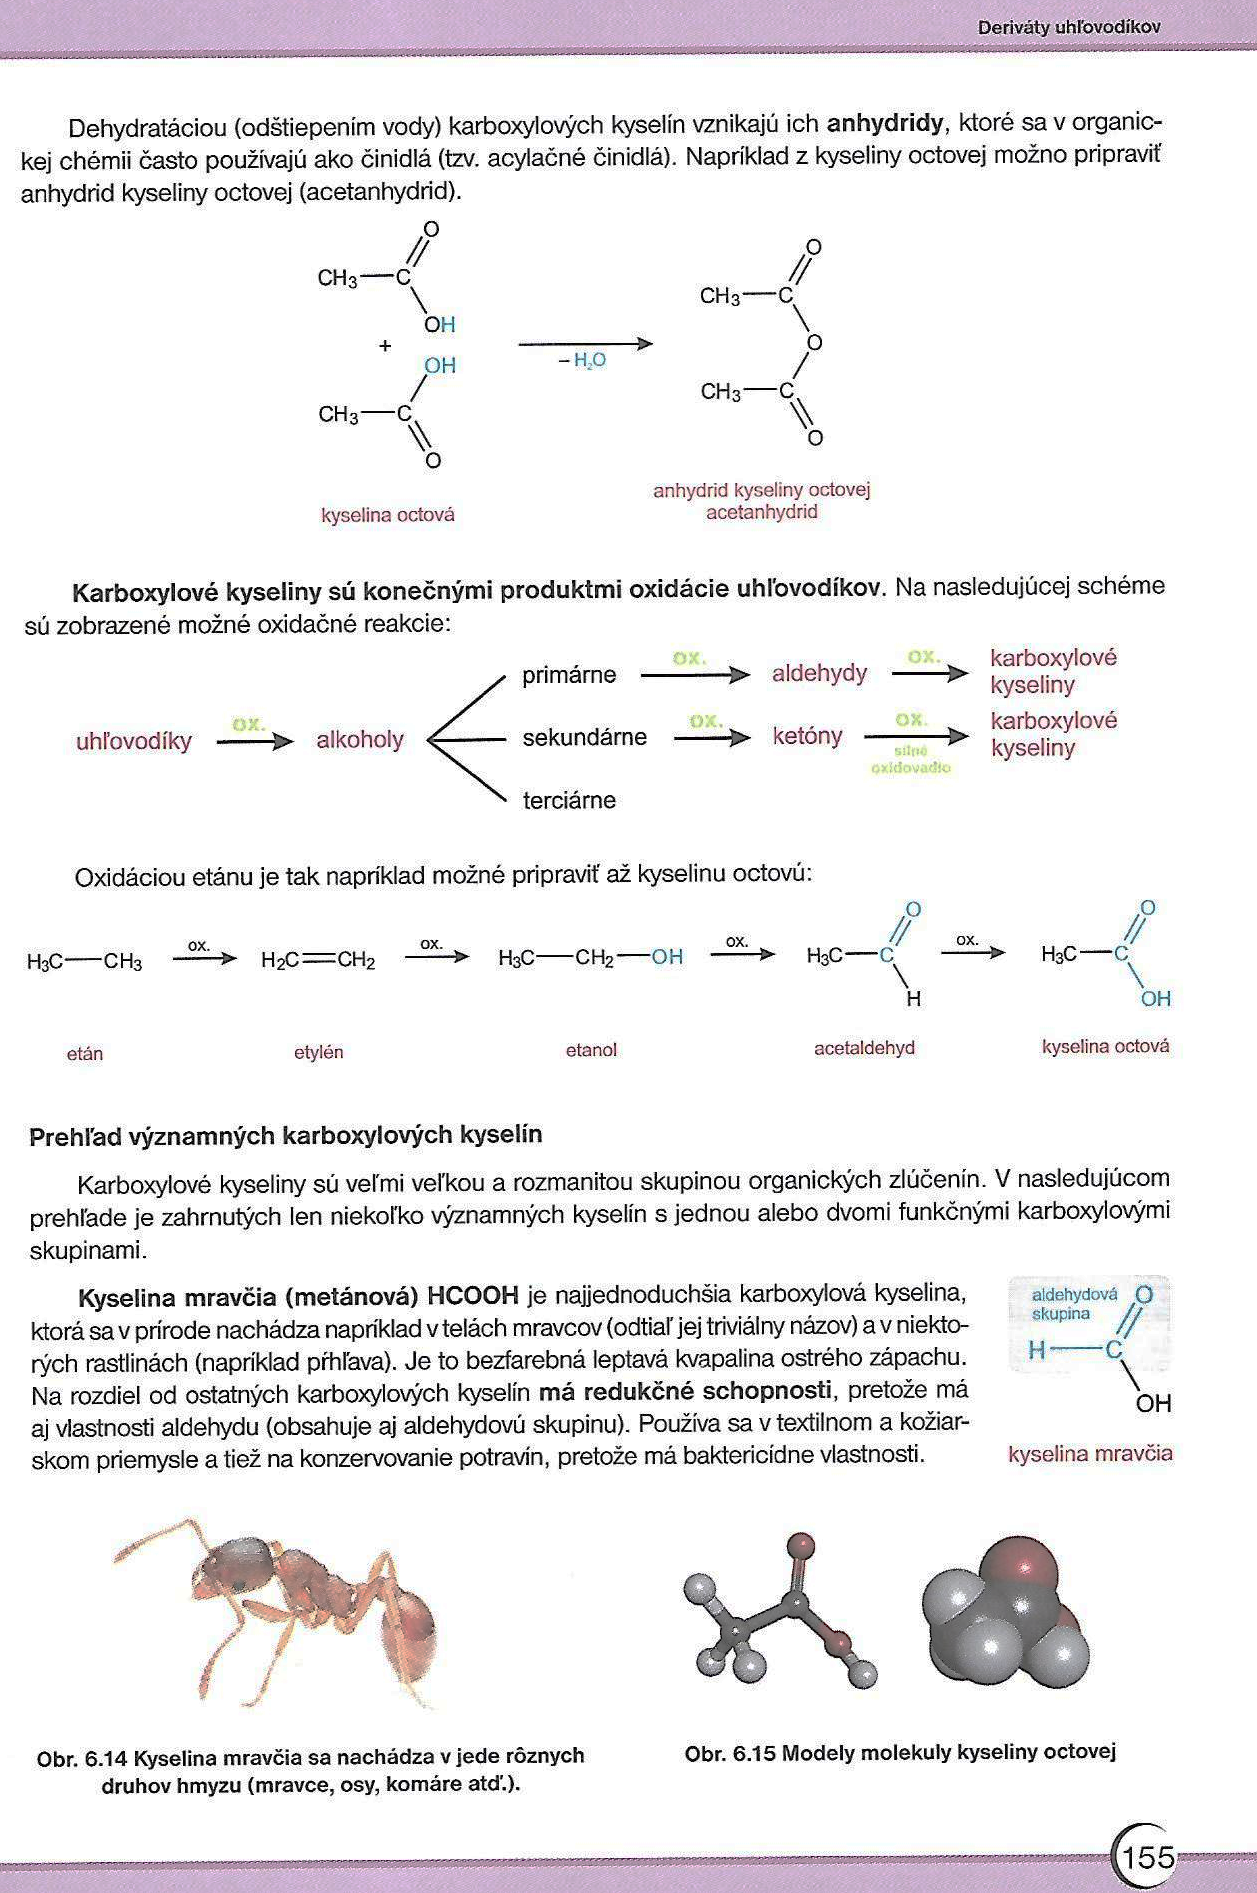 Deriváty uhľovodíkov
Dehydratáciou (odštiepením vody) karboxylových kyselín vznikajú ich anhydridy, ktoré sa v organic-
kej chémii často používajú ako činidlá (tzv. acylačné činidlá). Napríklad z kyseliny octovej možno pripraviť
anhydrid kyseliny octovej (acetanhydrid).
O
CH₃—C
OH
+
OH
CH₃—C
O
– H₂O
O
CH₃—C
O
CH₃—C
O
kyselina octová
anhydrid kyseliny octovej
acetanhydrid
Karboxylové kyseliny sú konečnými produktmi oxidácie uhľovodíkov. Na nasledujúcej schéme
sú zobrazené možné oxidačné reakcie:
primárne ox. aldehydy ox. karboxylové
kyseliny
uhľovodíky ox. alkoholy sekundárne ox. ketóny ox. karboxylové
silné kyseliny
oxidovadlo
terciárne
Oxidáciou etánu je tak napríklad možné pripraviť až kyselinu octovú:
O O
H₃C—CH₃ ox. H₂C=CH₂ ox. H₃C—CH₂—OH ox. H₃C—C ox. H₃C—C
H OH
etán etylén etanol acetaldehyd kyselina octová
Prehľad významných karboxylových kyselín
Karboxylové kyseliny sú veľmi veľkou a rozmanitou skupinou organických zlúčenín. V nasledujúcom
prehľade je zahrnutých len niekoľko významných kyselín s jednou alebo dvomi funkčnými karboxylovými
skupinami.
Kyselina mravčia (metánová) HCOOH je najjednoduchšia karboxylová kyselina,
ktorá sa v prírode nachádza napríklad v telách mravcov (odtiaľ jej triviálny názov) a v niekto-
rých rastlinách (napríklad pŕhľava). Je to bezfarebná leptavá kvapalina ostrého zápachu.
Na rozdiel od ostatných karboxylových kyselín má redukčné schopnosti, pretože má
aj vlastnosti aldehydu (obsahuje aj aldehydovú skupinu). Používa sa v textilnom a kožiar-
skom priemysle a tiež na konzervovanie potravín, pretože má baktericídne vlastnosti.
aldehydová O
skupina
H—C
OH
kyselina mravčia
Obr. 6.14 Kyselina mravčia sa nachádza v jede rôznych
druhov hmyzu (mravce, osy, komáre atď.).
Obr. 6.15 Modely molekuly kyseliny octovej
155